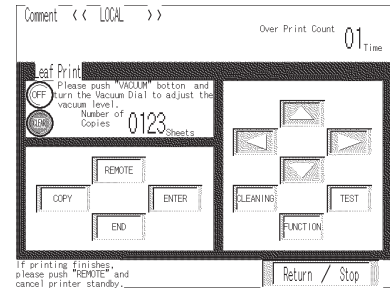 Comment << LOCAL >>
Over Print Count
01 Time
Leaf Print
OFF
Please push "VACUUM" botton and
turn the Vacuum Dial to adjust the
vacuum level.
Number of
Copies 0123 Sheets
REMOTE
COPY
ENTER
END
CLEANING
TEST
FUNCTION
If printing finishes,
please push "REMOTE" and
cancel printer standby.
Return / Stop